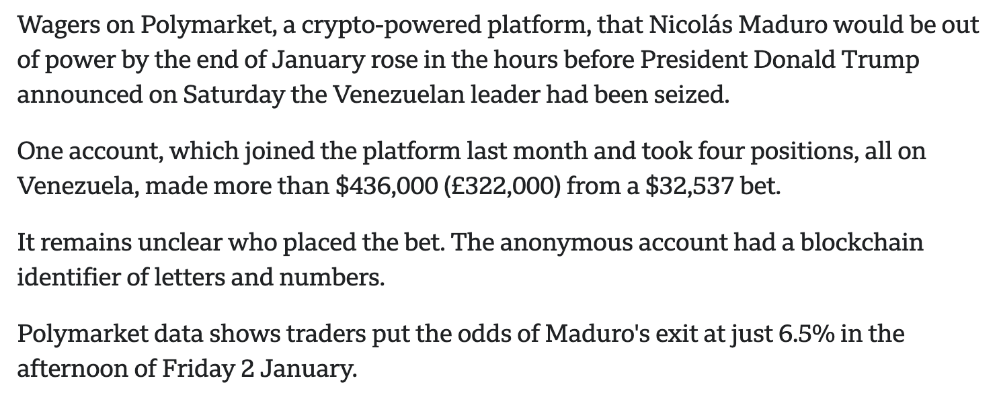 Wagers on Polymarket, a crypto-powered platform, that Nicolás Maduro would be out
of power by the end of January rose in the hours before President Donald Trump
announced on Saturday the Venezuelan leader had been seized.
One account, which joined the platform last month and took four positions, all on
Venezuela, made more than $436,000 (£322,000) from a $32,537 bet.
It remains unclear who placed the bet. The anonymous account had a blockchain
identifier of letters and numbers.
Polymarket data shows traders put the odds of Maduro's exit at just 6.5% in the
afternoon of Friday 2 January.